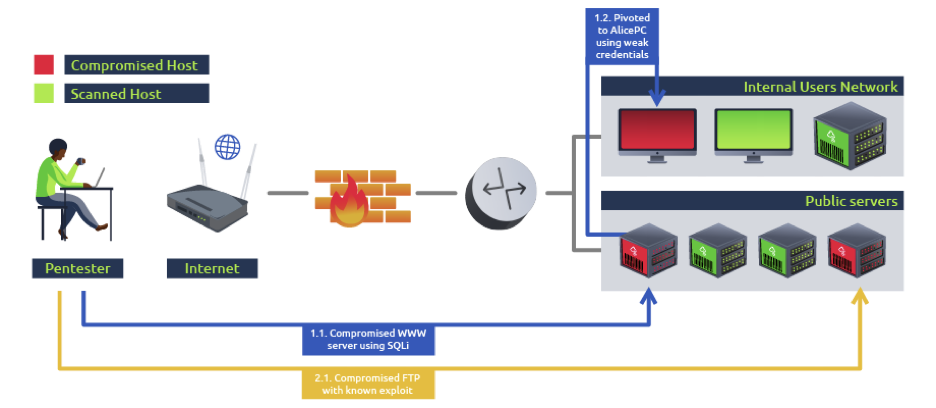 1.2. Pivoted
to AlicePC
using weak
credentials
Compromised Host
Scanned Host
Internal Users Network
Public servers
Pentester
Internet
1.1. Compromised WWW
server using SQLi
2.1. Compromised FTP
with known exploit